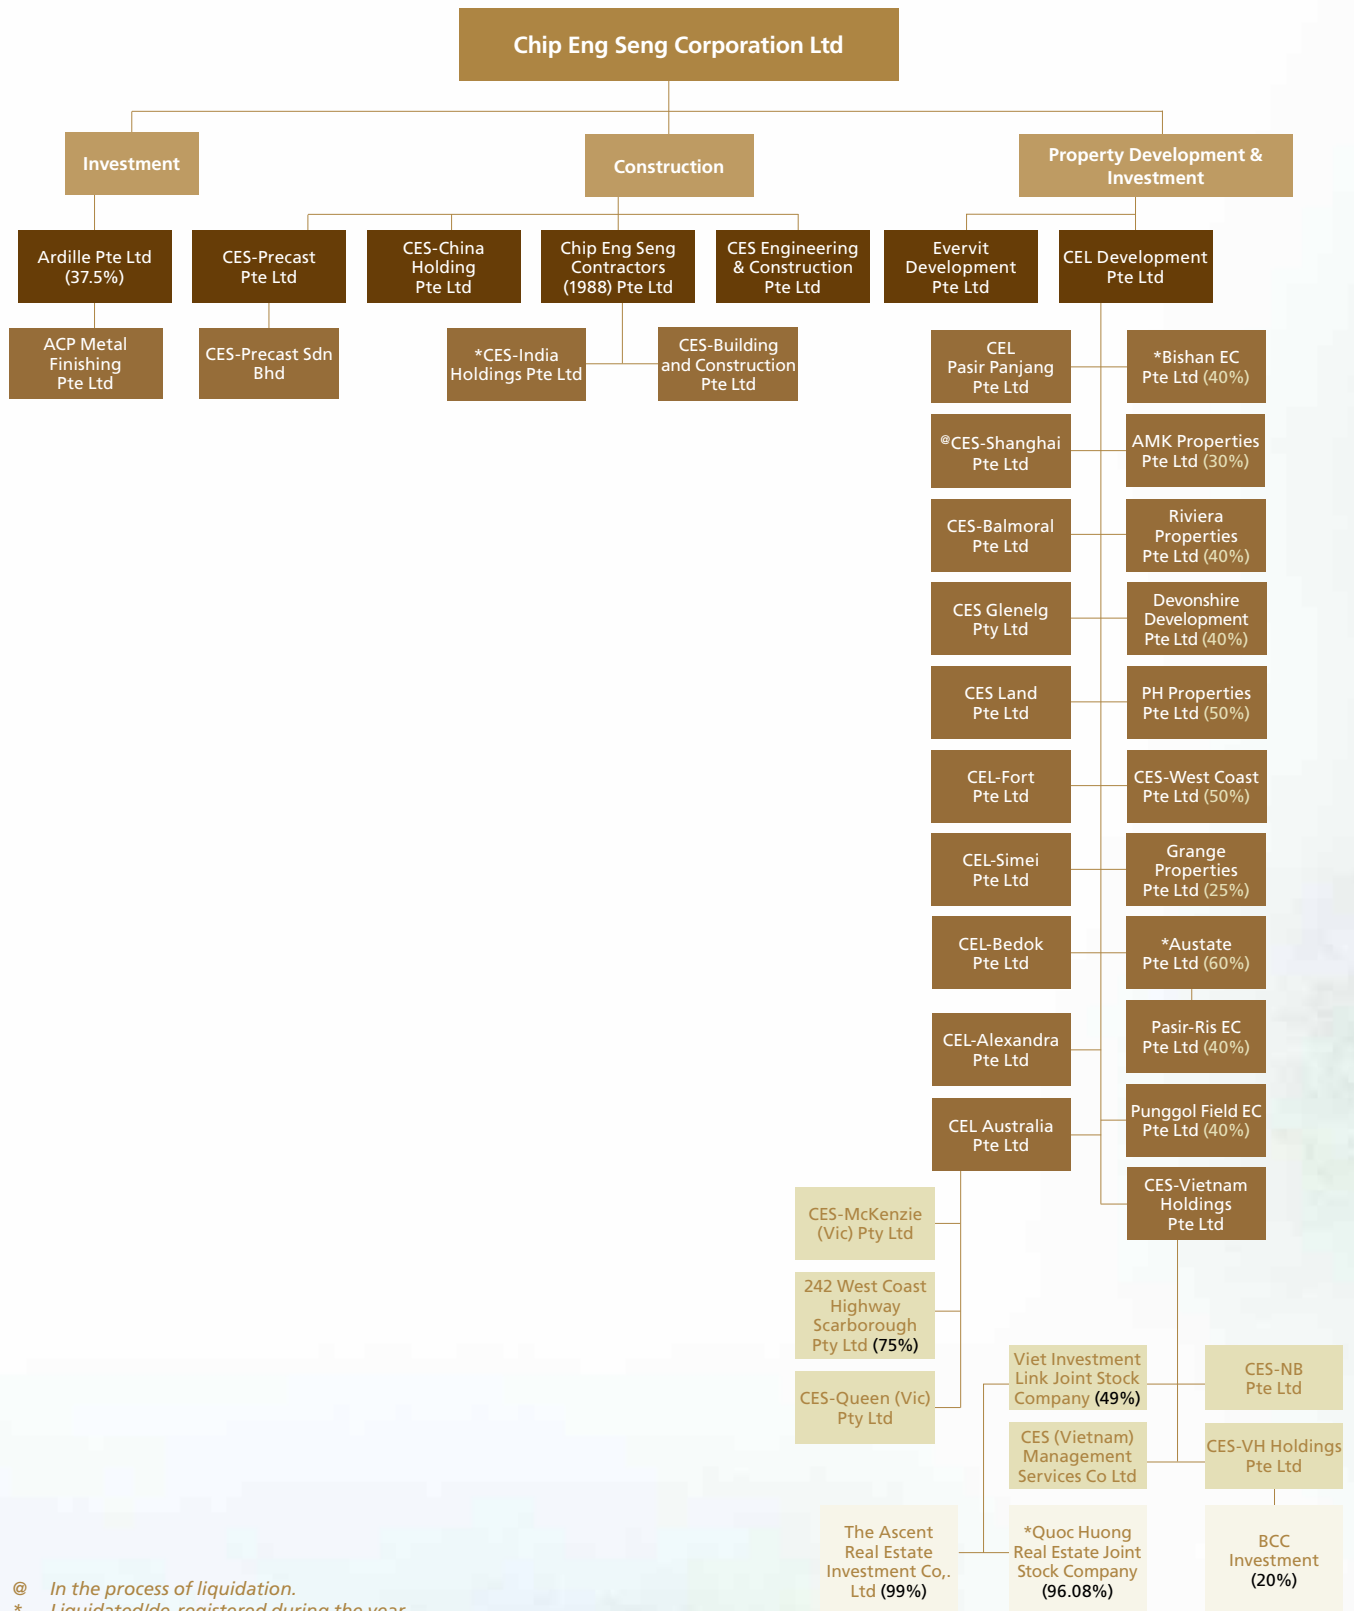 Chip Eng Seng Corporation Ltd
Investment
Construction
Property Development &
Investment
Ardille Pte Ltd
(37.5%)
CES-Precast
Pte Ltd
CES-China
Holding
Pte Ltd
Chip Eng Seng
Contractors
(1988) Pte Ltd
CES Engineering
& Construction
Pte Ltd
Evervit
Development
Pte Ltd
CEL Development
Pte Ltd
ACP Metal
Finishing
Pte Ltd
CES-Precast Sdn
Bhd
*CES-India
Holdings Pte Ltd
CES-Building
and Construction
Pte Ltd
CEL
Pasir Panjang
Pte Ltd
*Bishan EC
Pte Ltd (40%)
@CES-Shanghai
Pte Ltd
AMK Properties
Pte Ltd (30%)
CES-Balmoral
Pte Ltd
Riviera
Properties
Pte Ltd (40%)
CES Glenelg
Pty Ltd
Devonshire
Development
Pte Ltd (40%)
CES Land
Pte Ltd
PH Properties
Pte Ltd (50%)
CEL-Fort
Pte Ltd
CES-West Coast
Pte Ltd (50%)
CEL-Simei
Pte Ltd
Grange
Properties
Pte Ltd (25%)
CEL-Bedok
Pte Ltd
*Austate
Pte Ltd (60%)
CEL-Alexandra
Pte Ltd
Pasir-Ris EC
Pte Ltd (40%)
CEL Australia
Pte Ltd
Punggol Field EC
Pte Ltd (40%)
CES-Vietnam
Holdings
Pte Ltd
CES-McKenzie
(Vic) Pty Ltd
242 West Coast
Highway
Scarborough
Pty Ltd (75%)
CES-Queen (Vic)
Pty Ltd
Viet Investment
Link Joint Stock
Company (49%)
CES-NB
Pte Ltd
CES (Vietnam)
Management
Services Co Ltd
CES-VH Holdings
Pte Ltd
The Ascent
Real Estate
Investment Co,.
Ltd (99%)
*Quoc Huong
Real Estate Joint
Stock Company
(96.08%)
BCC
Investment
(20%)
@ In the process of liquidation.
* Liquidated/de-registered during the year